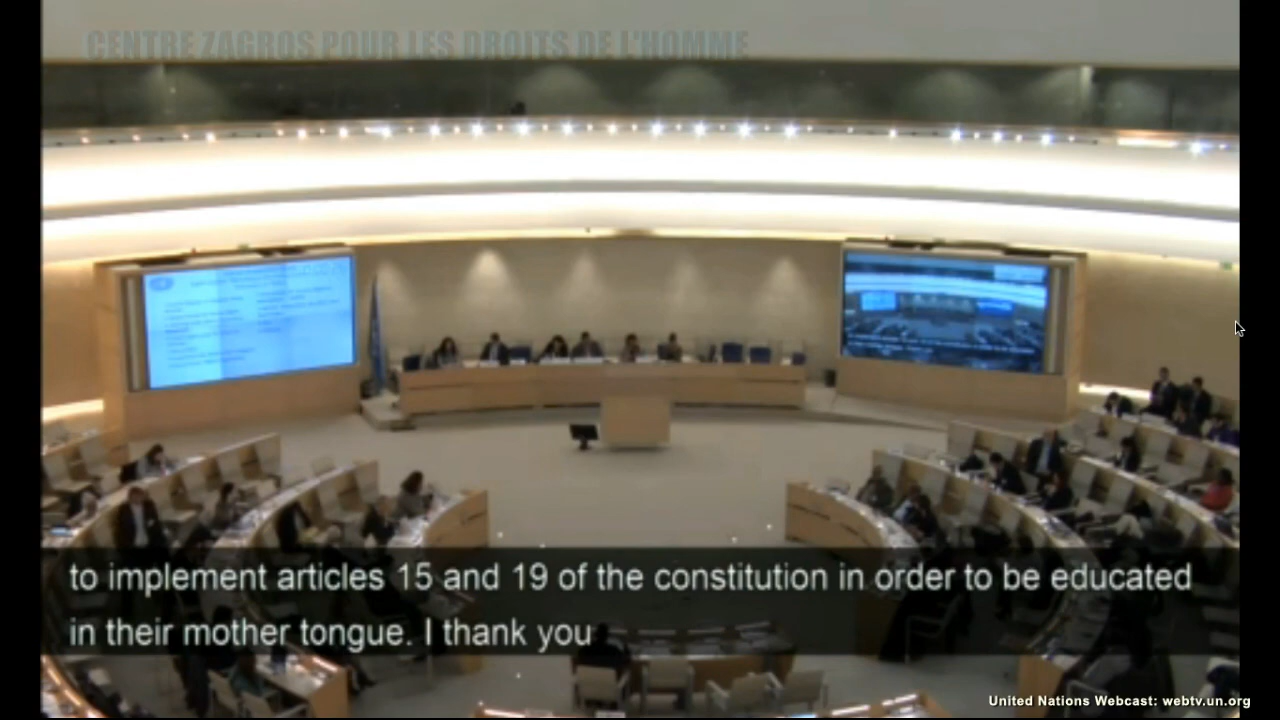 CENTRE ZAGROS POUR LES DROITS DE L'HOMME
to implement articles 15 and 19 of the constitution in order to be educated
in their mother tongue. I thank you
United Nations Webcast: webtv.un.org